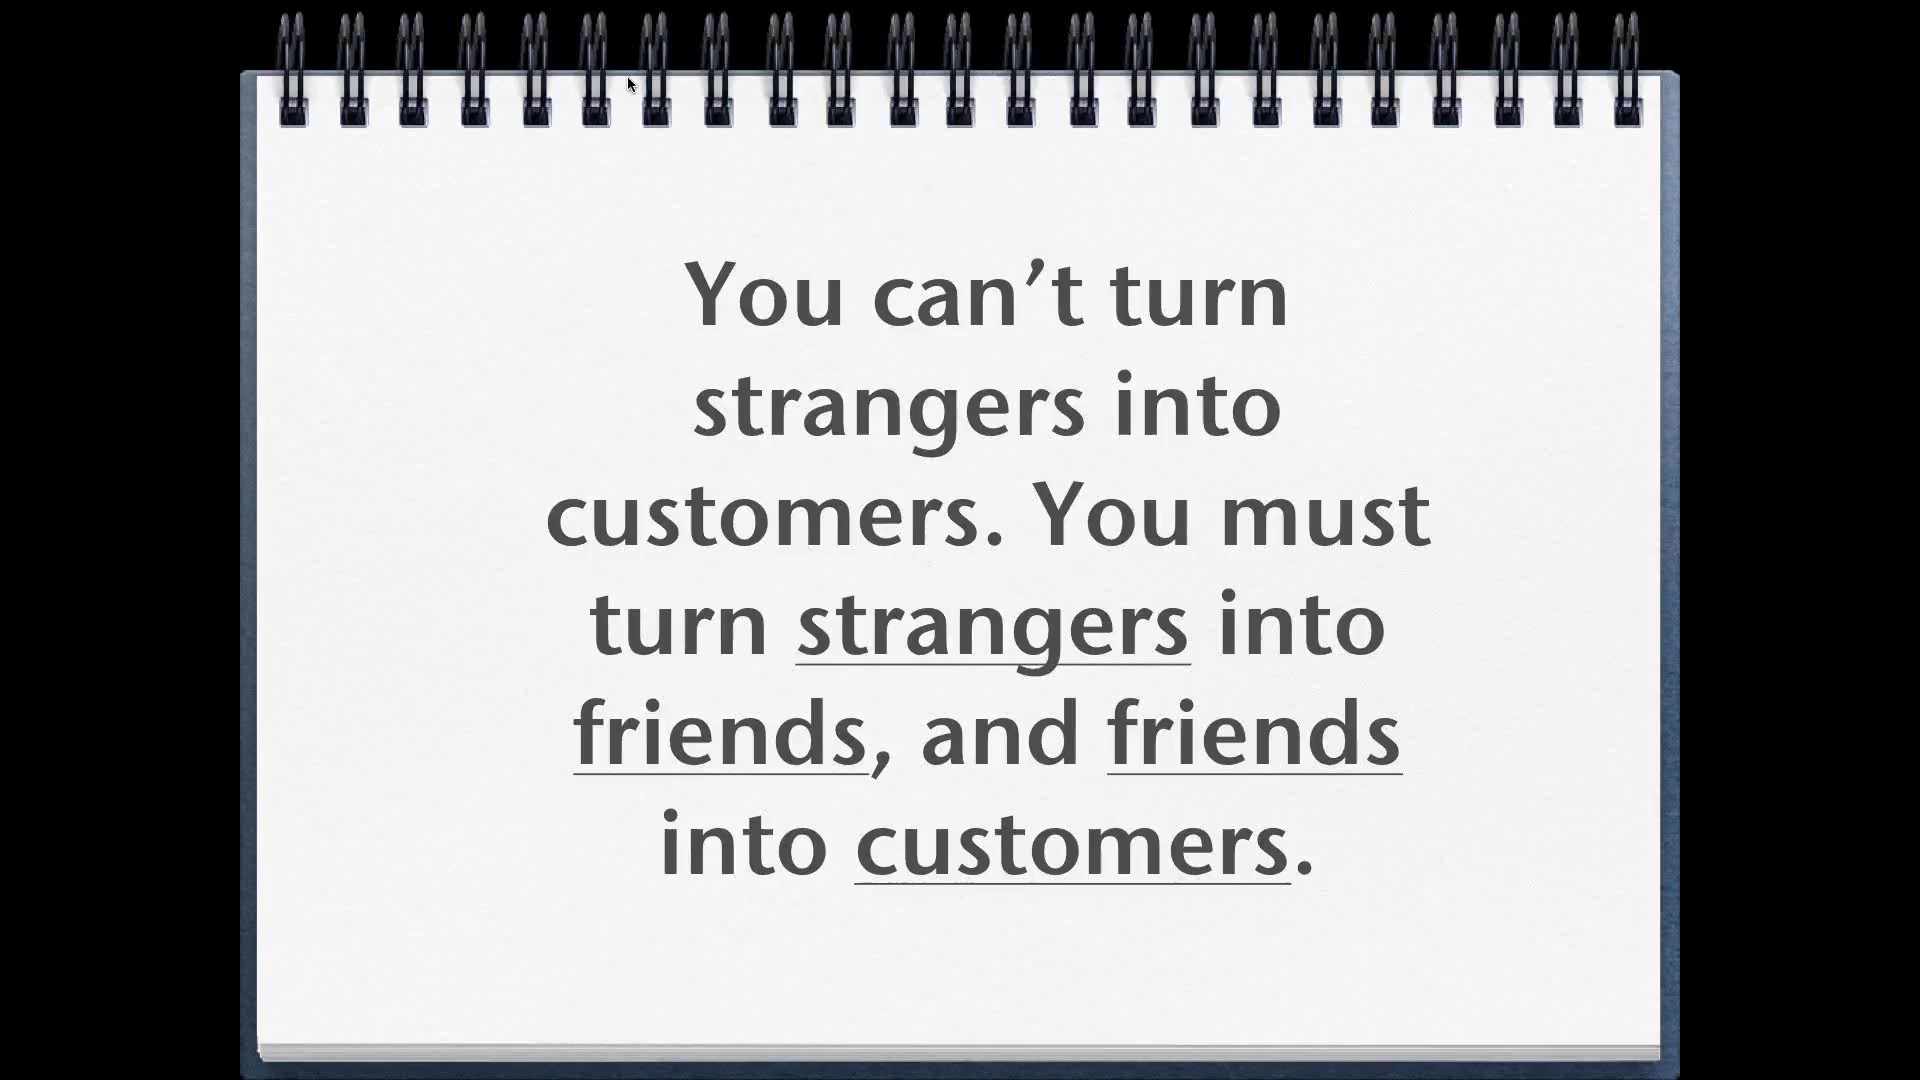 You can’t turn
strangers into
customers. You must
turn strangers into
friends, and friends
into customers.